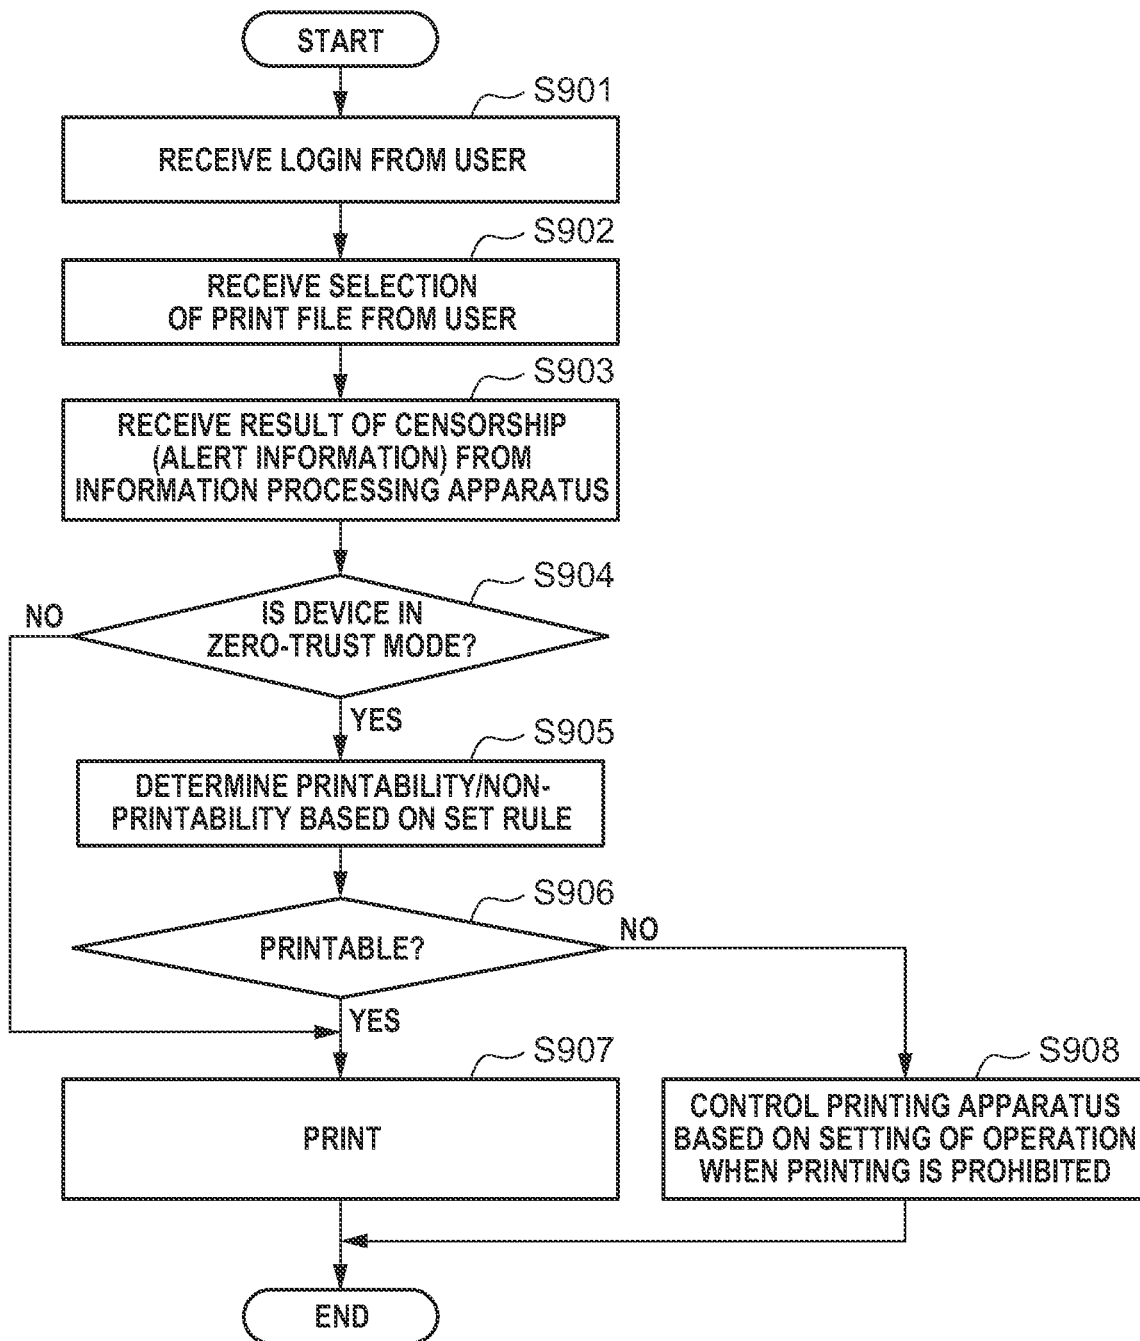 START
S901
RECEIVE LOGIN FROM USER
S902
RECEIVE SELECTION
OF PRINT FILE FROM USER
S903
RECEIVE RESULT OF CENSORSHIP
(ALERT INFORMATION) FROM
INFORMATION PROCESSING APPARATUS
S904
NO
IS DEVICE IN
ZERO-TRUST MODE?
YES
S905
DETERMINE PRINTABILITY/NON-
PRINTABILITY BASED ON SET RULE
S906
NO
PRINTABLE?
YES
S907
PRINT
S908
CONTROL PRINTING APPARATUS
BASED ON SETTING OF OPERATION
WHEN PRINTING IS PROHIBITED
END